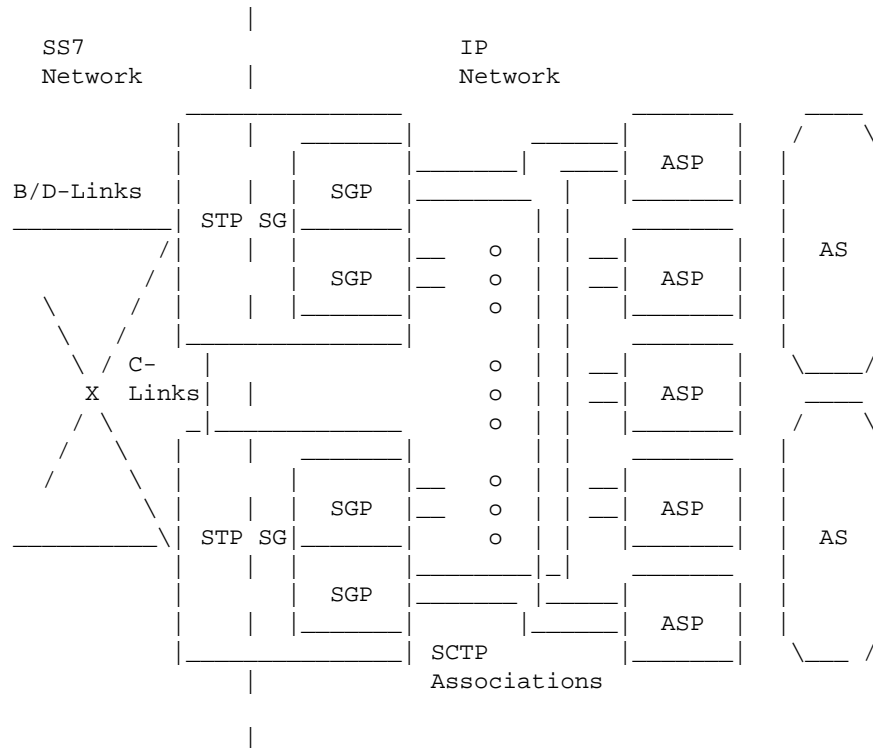 SS7 IP
Network Network
ASP
B/D-Links SGP
STP SG
AS
SGP o ASP
o
o
C- o
Links o ASP
X
o
o
SGP o ASP
STP SG o AS
SGP
ASP
SCTP
Associations